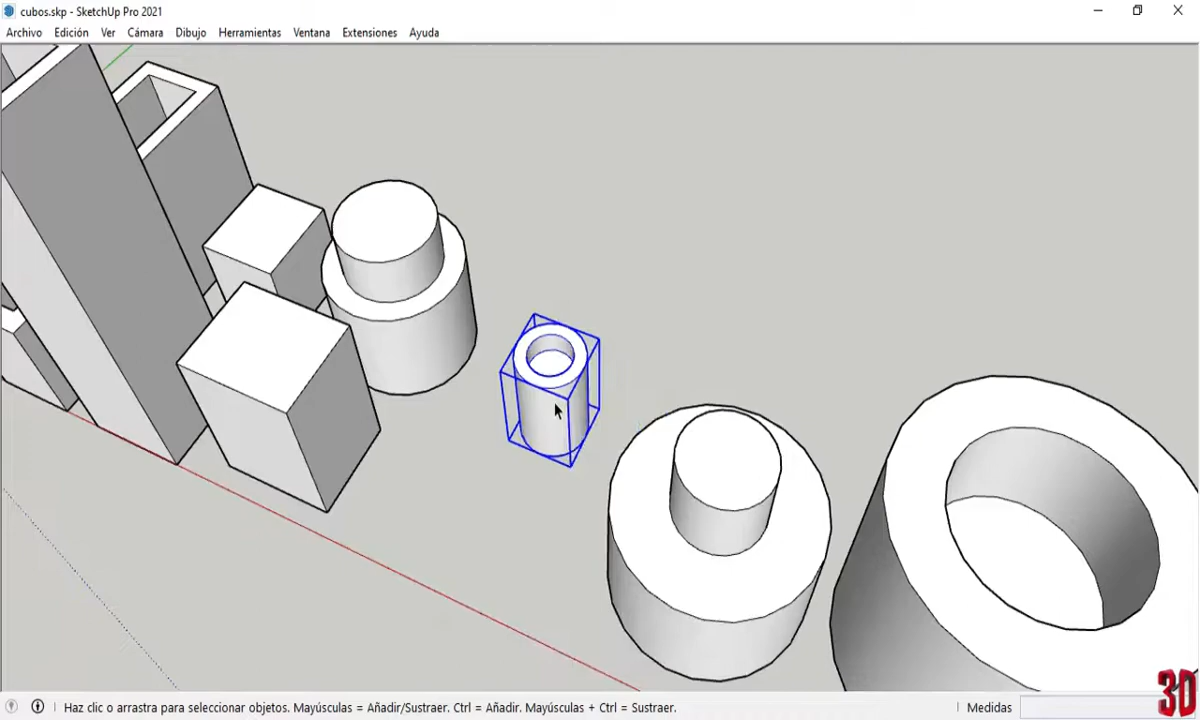 cubos.skp - SketchUp Pro 2021
Archivo Edición Ver Cámara Dibujo Herramientas Ventana Extensiones Ayuda
Haz clic o arrastra para seleccionar objetos. Mayúsculas = Añadir/Sustraer. Ctrl = Añadir. Mayúsculas + Ctrl = Sustraer. Medidas
3D